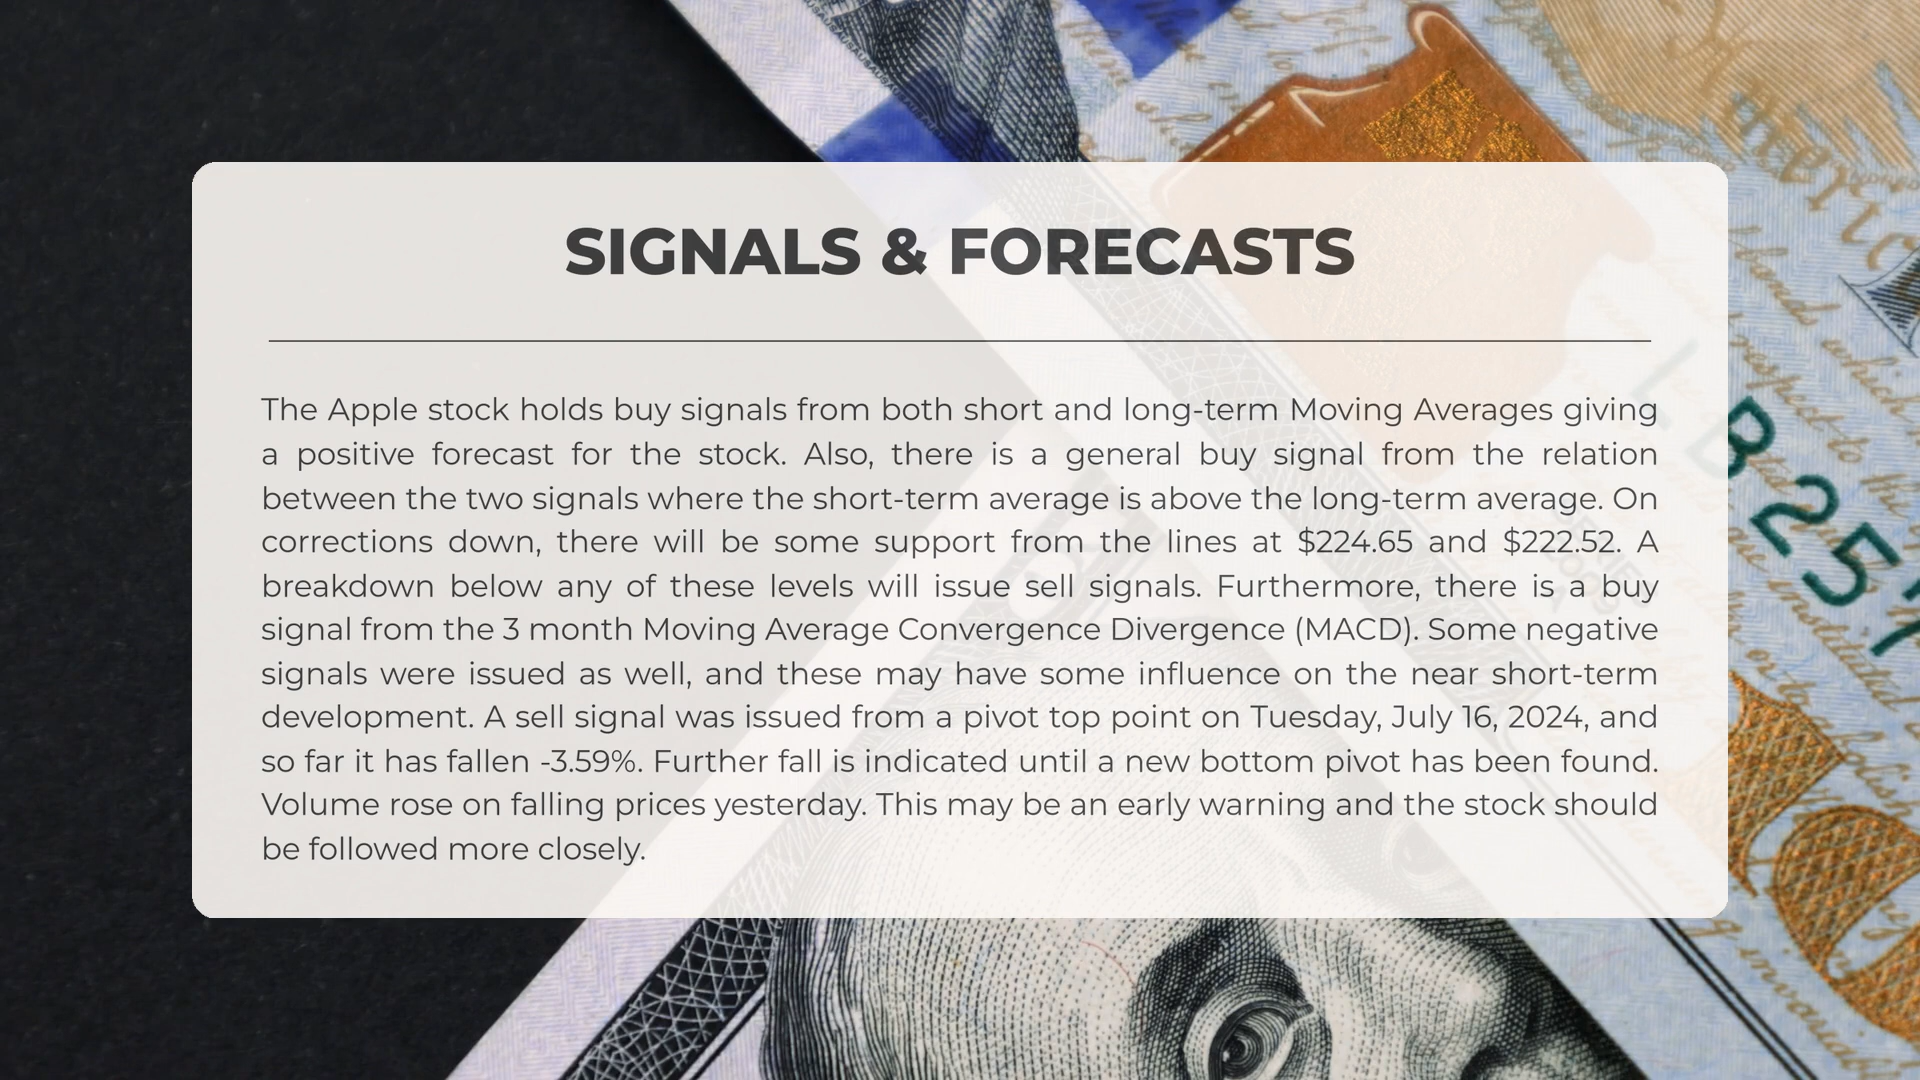 SIGNALS & FORECASTS
The Apple stock holds buy signals from both short and long-term Moving Averages giving
a positive forecast for the stock. Also, there is a general buy signal from the relation
between the two signals where the short-term average is above the long-term average. On
corrections down, there will be some support from the lines at $224.65 and $222.52. A
breakdown below any of these levels will issue sell signals. Furthermore, there is a buy
signal from the 3 month Moving Average Convergence Divergence (MACD). Some negative
signals were issued as well, and these may have some influence on the near short-term
development. A sell signal was issued from a pivot top point on Tuesday, July 16, 2024, and
so far it has fallen -3.59%. Further fall is indicated until a new bottom pivot has been found.
Volume rose on falling prices yesterday. This may be an early warning and the stock should
be followed more closely.